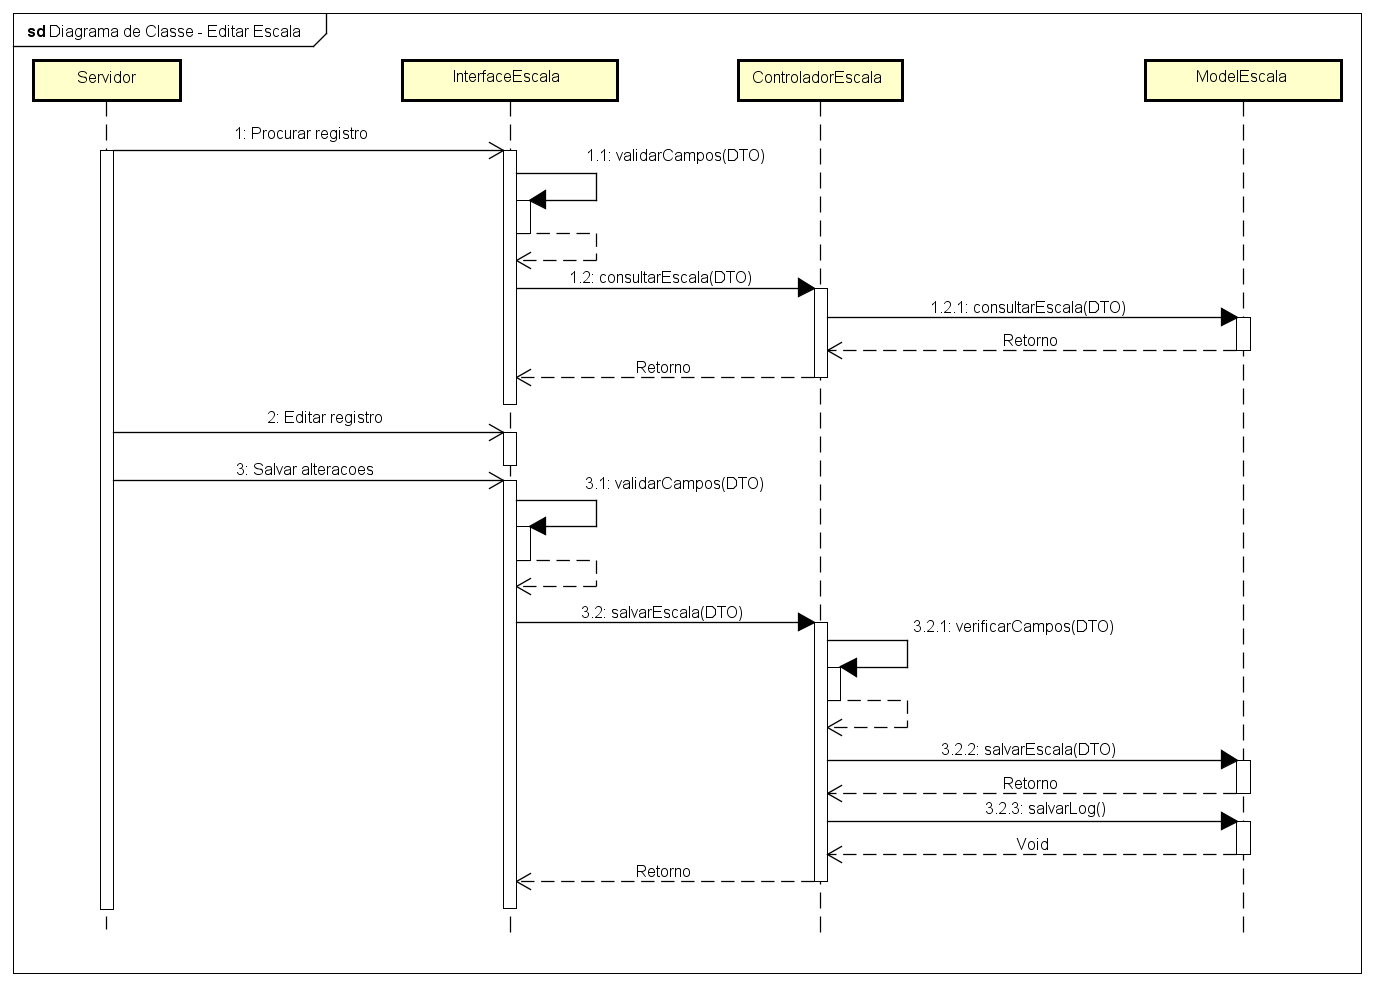 sd Diagrama de Classe - Editar Escala
Servidor
InterfaceEscala
ControladorEscala
ModelEscala
1: Procurar registro
1.1: validarCampos(DTO)
1.2: consultarEscala(DTO)
1.2.1: consultarEscala(DTO)
Retorno
Retorno
2: Editar registro
3: Salvar alteracoes
3.1: validarCampos(DTO)
3.2: salvarEscala(DTO)
3.2.1: verificarCampos(DTO)
3.2.2: salvarEscala(DTO)
Retorno
3.2.3: salvarLog()
Void
Retorno